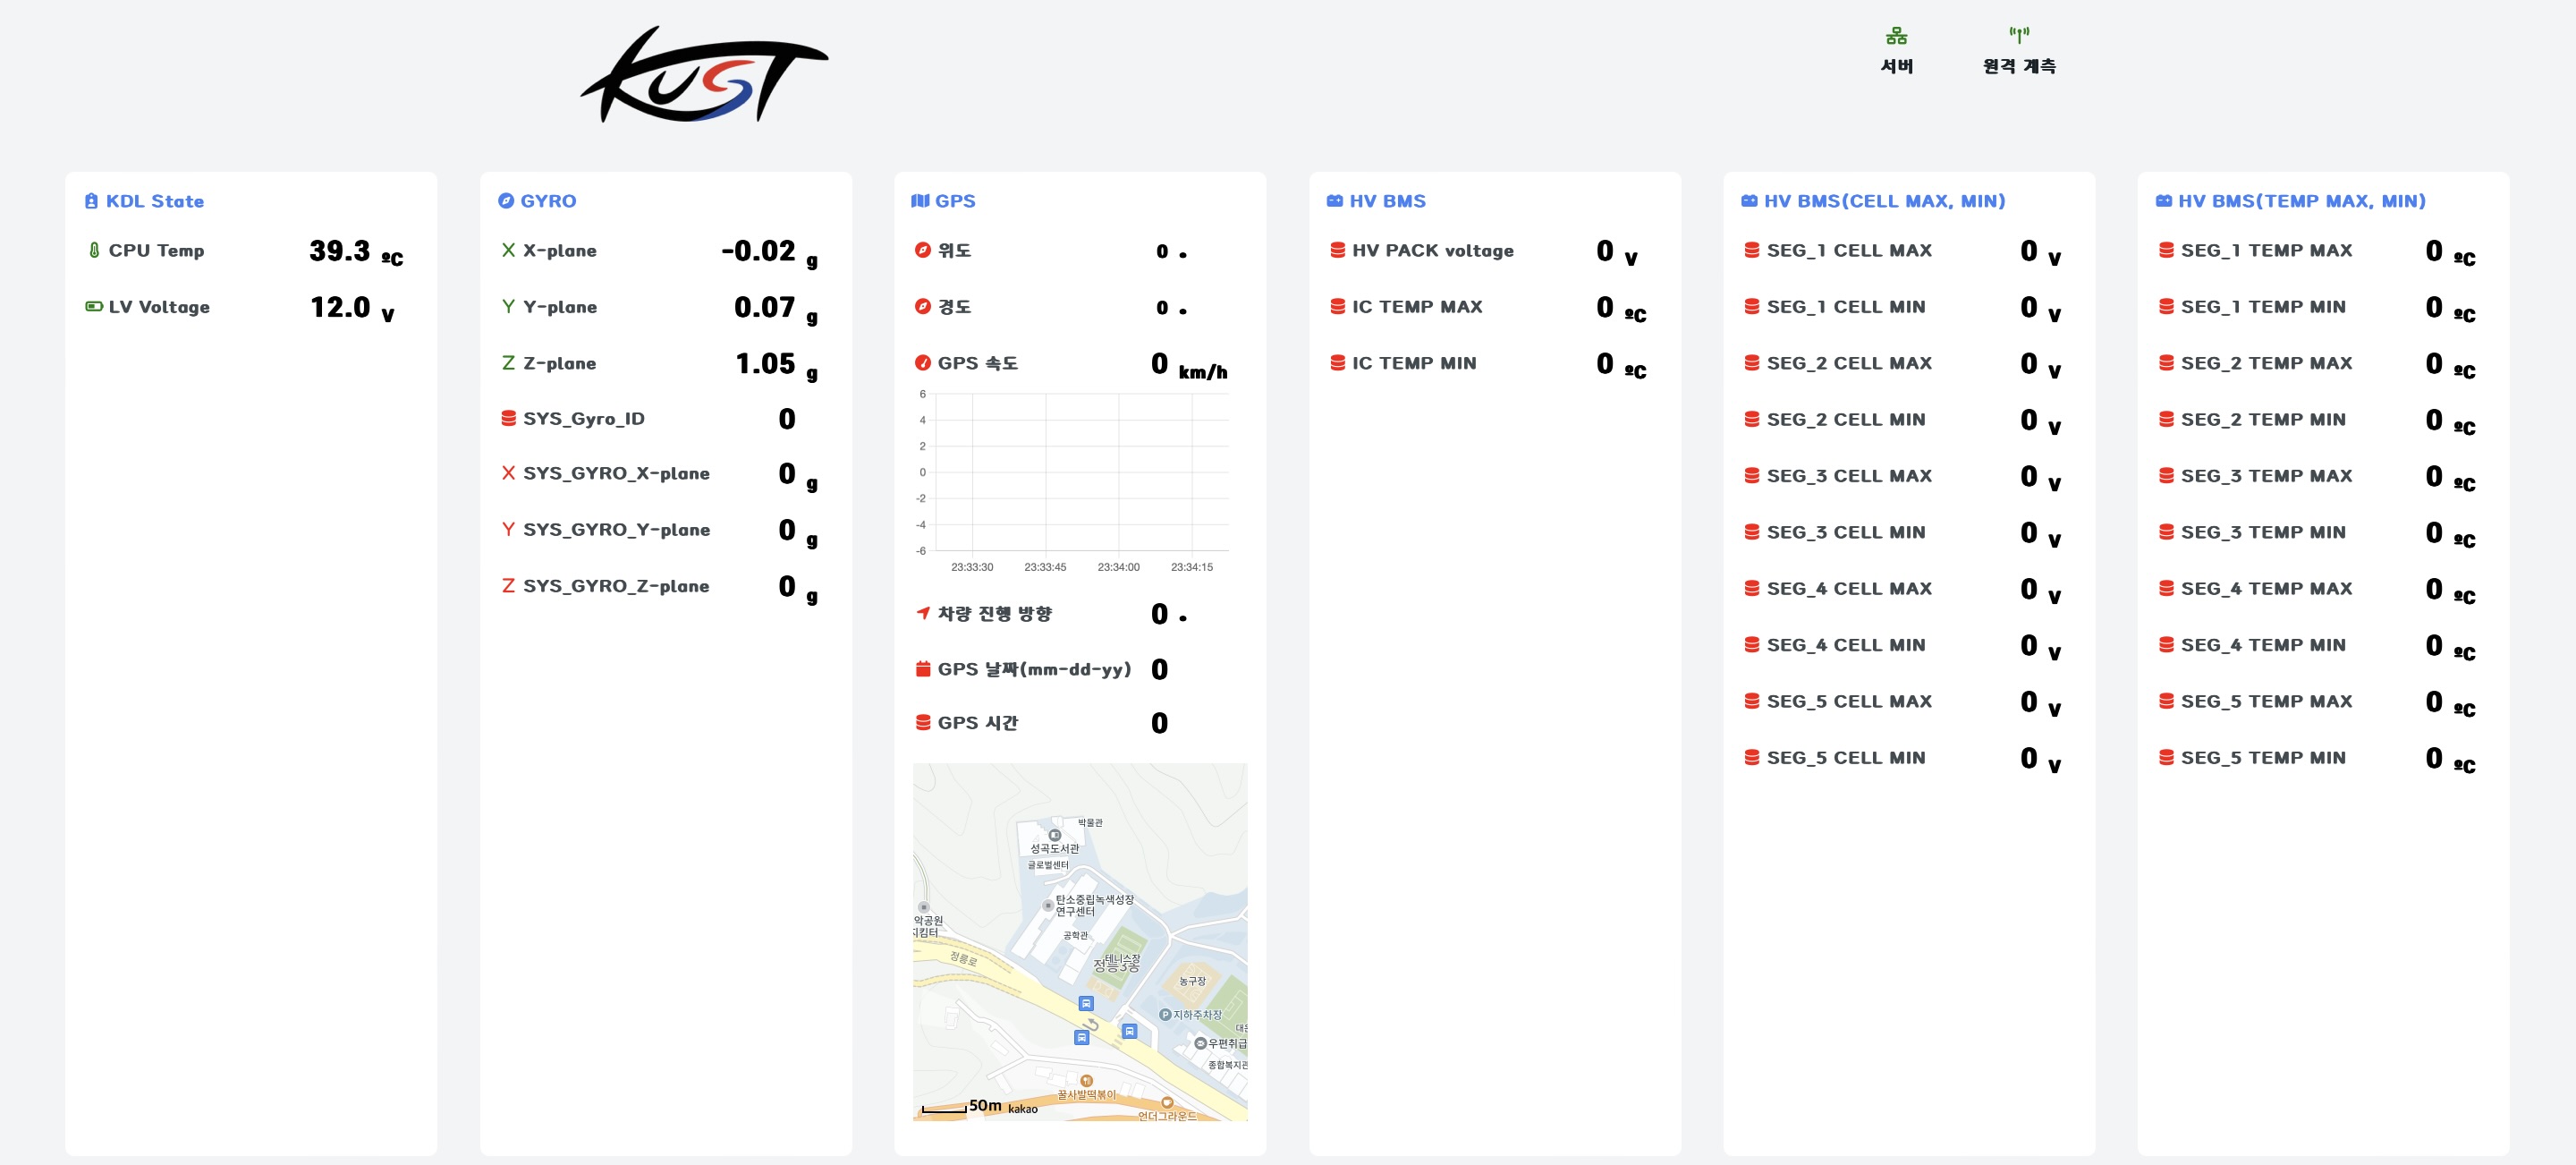 KUST
서버
원격 계측
KDL State
CPU Temp 39.3 ºC
LV Voltage 12.0 V
GYRO
X X-plane -0.02 g
Y Y-plane 0.07 g
Z Z-plane 1.05 g
SYS_Gyro_ID 0
X SYS_GYRO_X-plane 0 g
Y SYS_GYRO_Y-plane 0 g
Z SYS_GYRO_Z-plane 0 g
GPS
위도 0 .
경도 0 .
GPS 속도 0 km/h
6
4
2
0
-2
-4
-6
23:33:30 23:33:45 23:34:00 23:34:15
차량 진행 방향 0 .
GPS 날짜(mm-dd-yy) 0
GPS 시간 0
박물관
성곡도서관
글로벌센터
탄소중립녹색성장
연구센터
악공원
지킴터
공학관
정릉로
테니스장
정릉3동
농구장
P 지하주차장
대운
우편취급
종합복지관
꿀사발떡볶이
50m kakao
언더그라운드
HV BMS
HV PACK voltage 0 V
IC TEMP MAX 0 ºC
IC TEMP MIN 0 ºC
HV BMS(CELL MAX, MIN)
SEG_1 CELL MAX 0 V
SEG_1 CELL MIN 0 V
SEG_2 CELL MAX 0 V
SEG_2 CELL MIN 0 V
SEG_3 CELL MAX 0 V
SEG_3 CELL MIN 0 V
SEG_4 CELL MAX 0 V
SEG_4 CELL MIN 0 V
SEG_5 CELL MAX 0 V
SEG_5 CELL MIN 0 V
HV BMS(TEMP MAX, MIN)
SEG_1 TEMP MAX 0 ºC
SEG_1 TEMP MIN 0 ºC
SEG_2 TEMP MAX 0 ºC
SEG_2 TEMP MIN 0 ºC
SEG_3 TEMP MAX 0 ºC
SEG_3 TEMP MIN 0 ºC
SEG_4 TEMP MAX 0 ºC
SEG_4 TEMP MIN 0 ºC
SEG_5 TEMP MAX 0 ºC
SEG_5 TEMP MIN 0 ºC